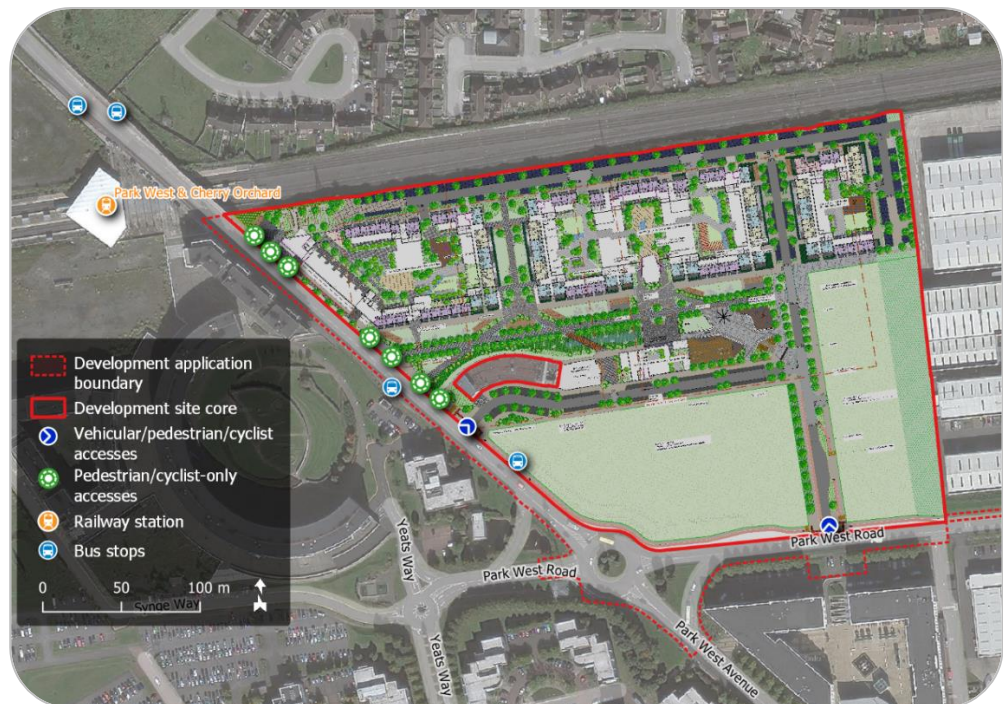 Park West & Cherry Orchard
Development application
boundary
Development site core
Vehicular/pedestrian/cyclist
accesses
Pedestrian/cyclist-only
accesses
Railway station
Bus stops
0 50 100 m
Synge Way
Yeats Way
Yeats Way
Park West Road
Park West Road
Park West Avenue